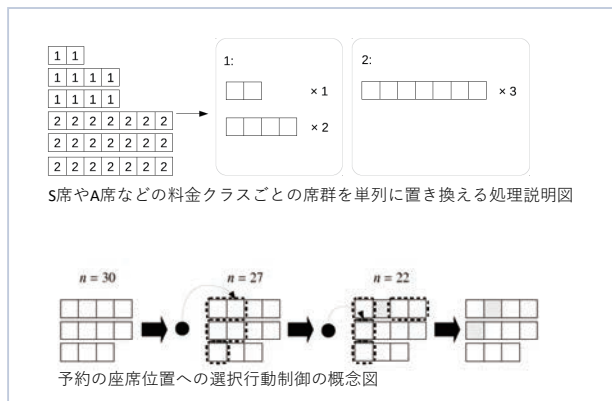 1 1
1 1 1 1
1 1 1 1
2 2 2 2 2 2 2
2 2 2 2 2 2 2
2 2 2 2 2 2 2
1:
× 1
× 2
2:
× 3
S席やA席などの料金クラスごとの席群を単列に置き換える処理説明図
n = 30
n = 27
n = 22
予約の座席位置への選択行動制御の概念図